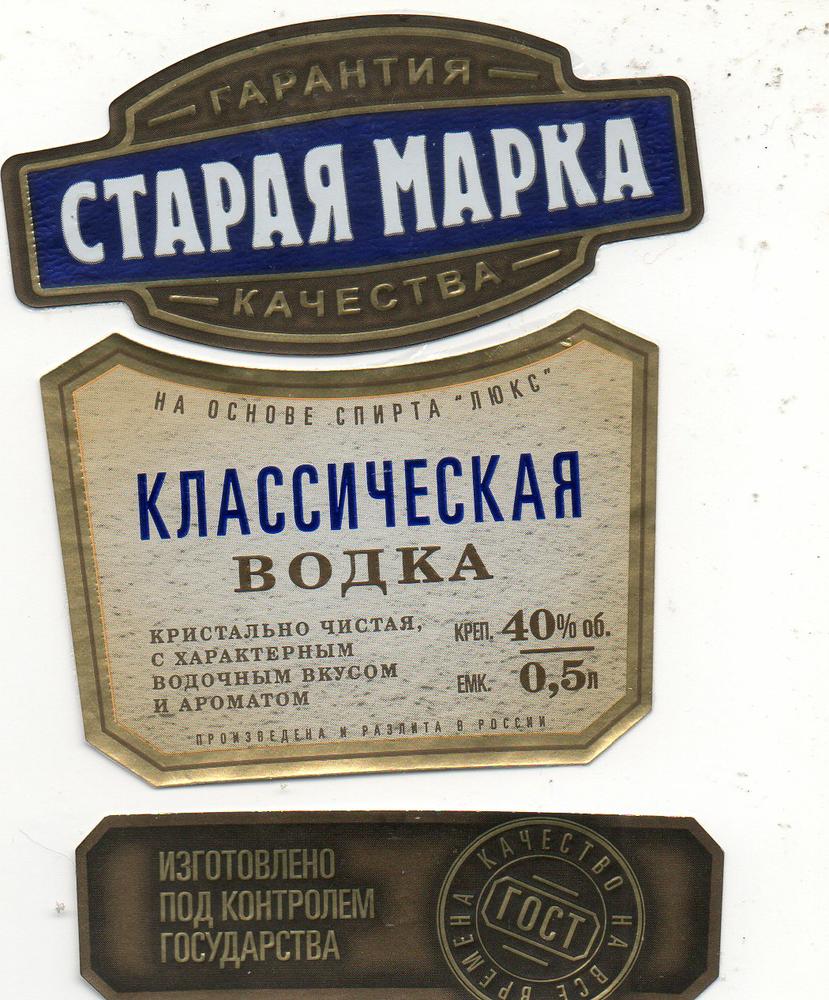 ГАРАНТИЯ
СТАРАЯ МАРКА
КАЧЕСТВА
НА ОСНОВЕ СПИРТА "ЛЮКС"
КЛАССИЧЕСКАЯ
ВОДКА
КРИСТАЛЬНО ЧИСТАЯ,
С ХАРАКТЕРНЫМ
ВОДОЧНЫМ ВКУСОМ
И АРОМАТОМ
КРЕП. 40% об.
ЕМК. 0,5л
ПРОИЗВЕДЕНА И РАЗЛИТА В РОССИИ
ИЗГОТОВЛЕНО
ПОД КОНТРОЛЕМ
ГОСУДАРСТВА
КАЧЕСТВО НА ВСЕ ВРЕМЕНА
ГОСТ